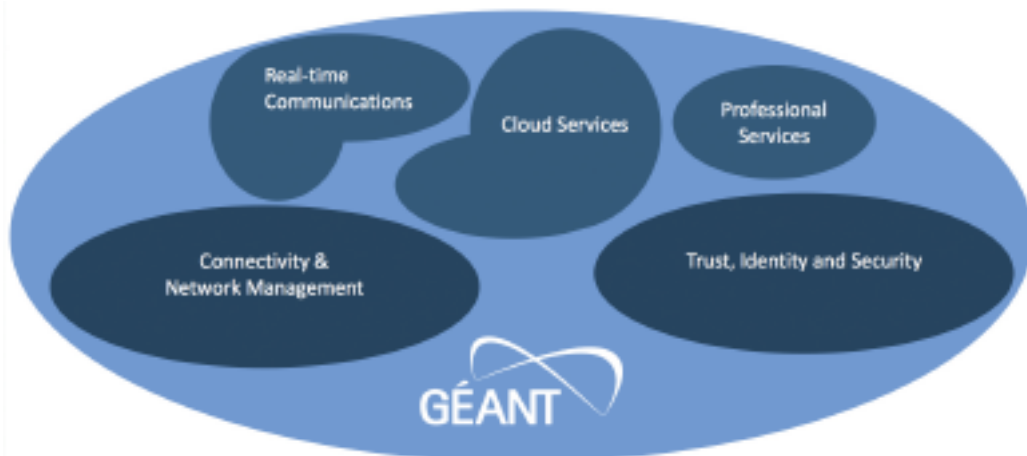 Real-time
Communications
Cloud Services
Professional
Services
Connectivity &
Network Management
Trust, Identity and Security
GÉANT